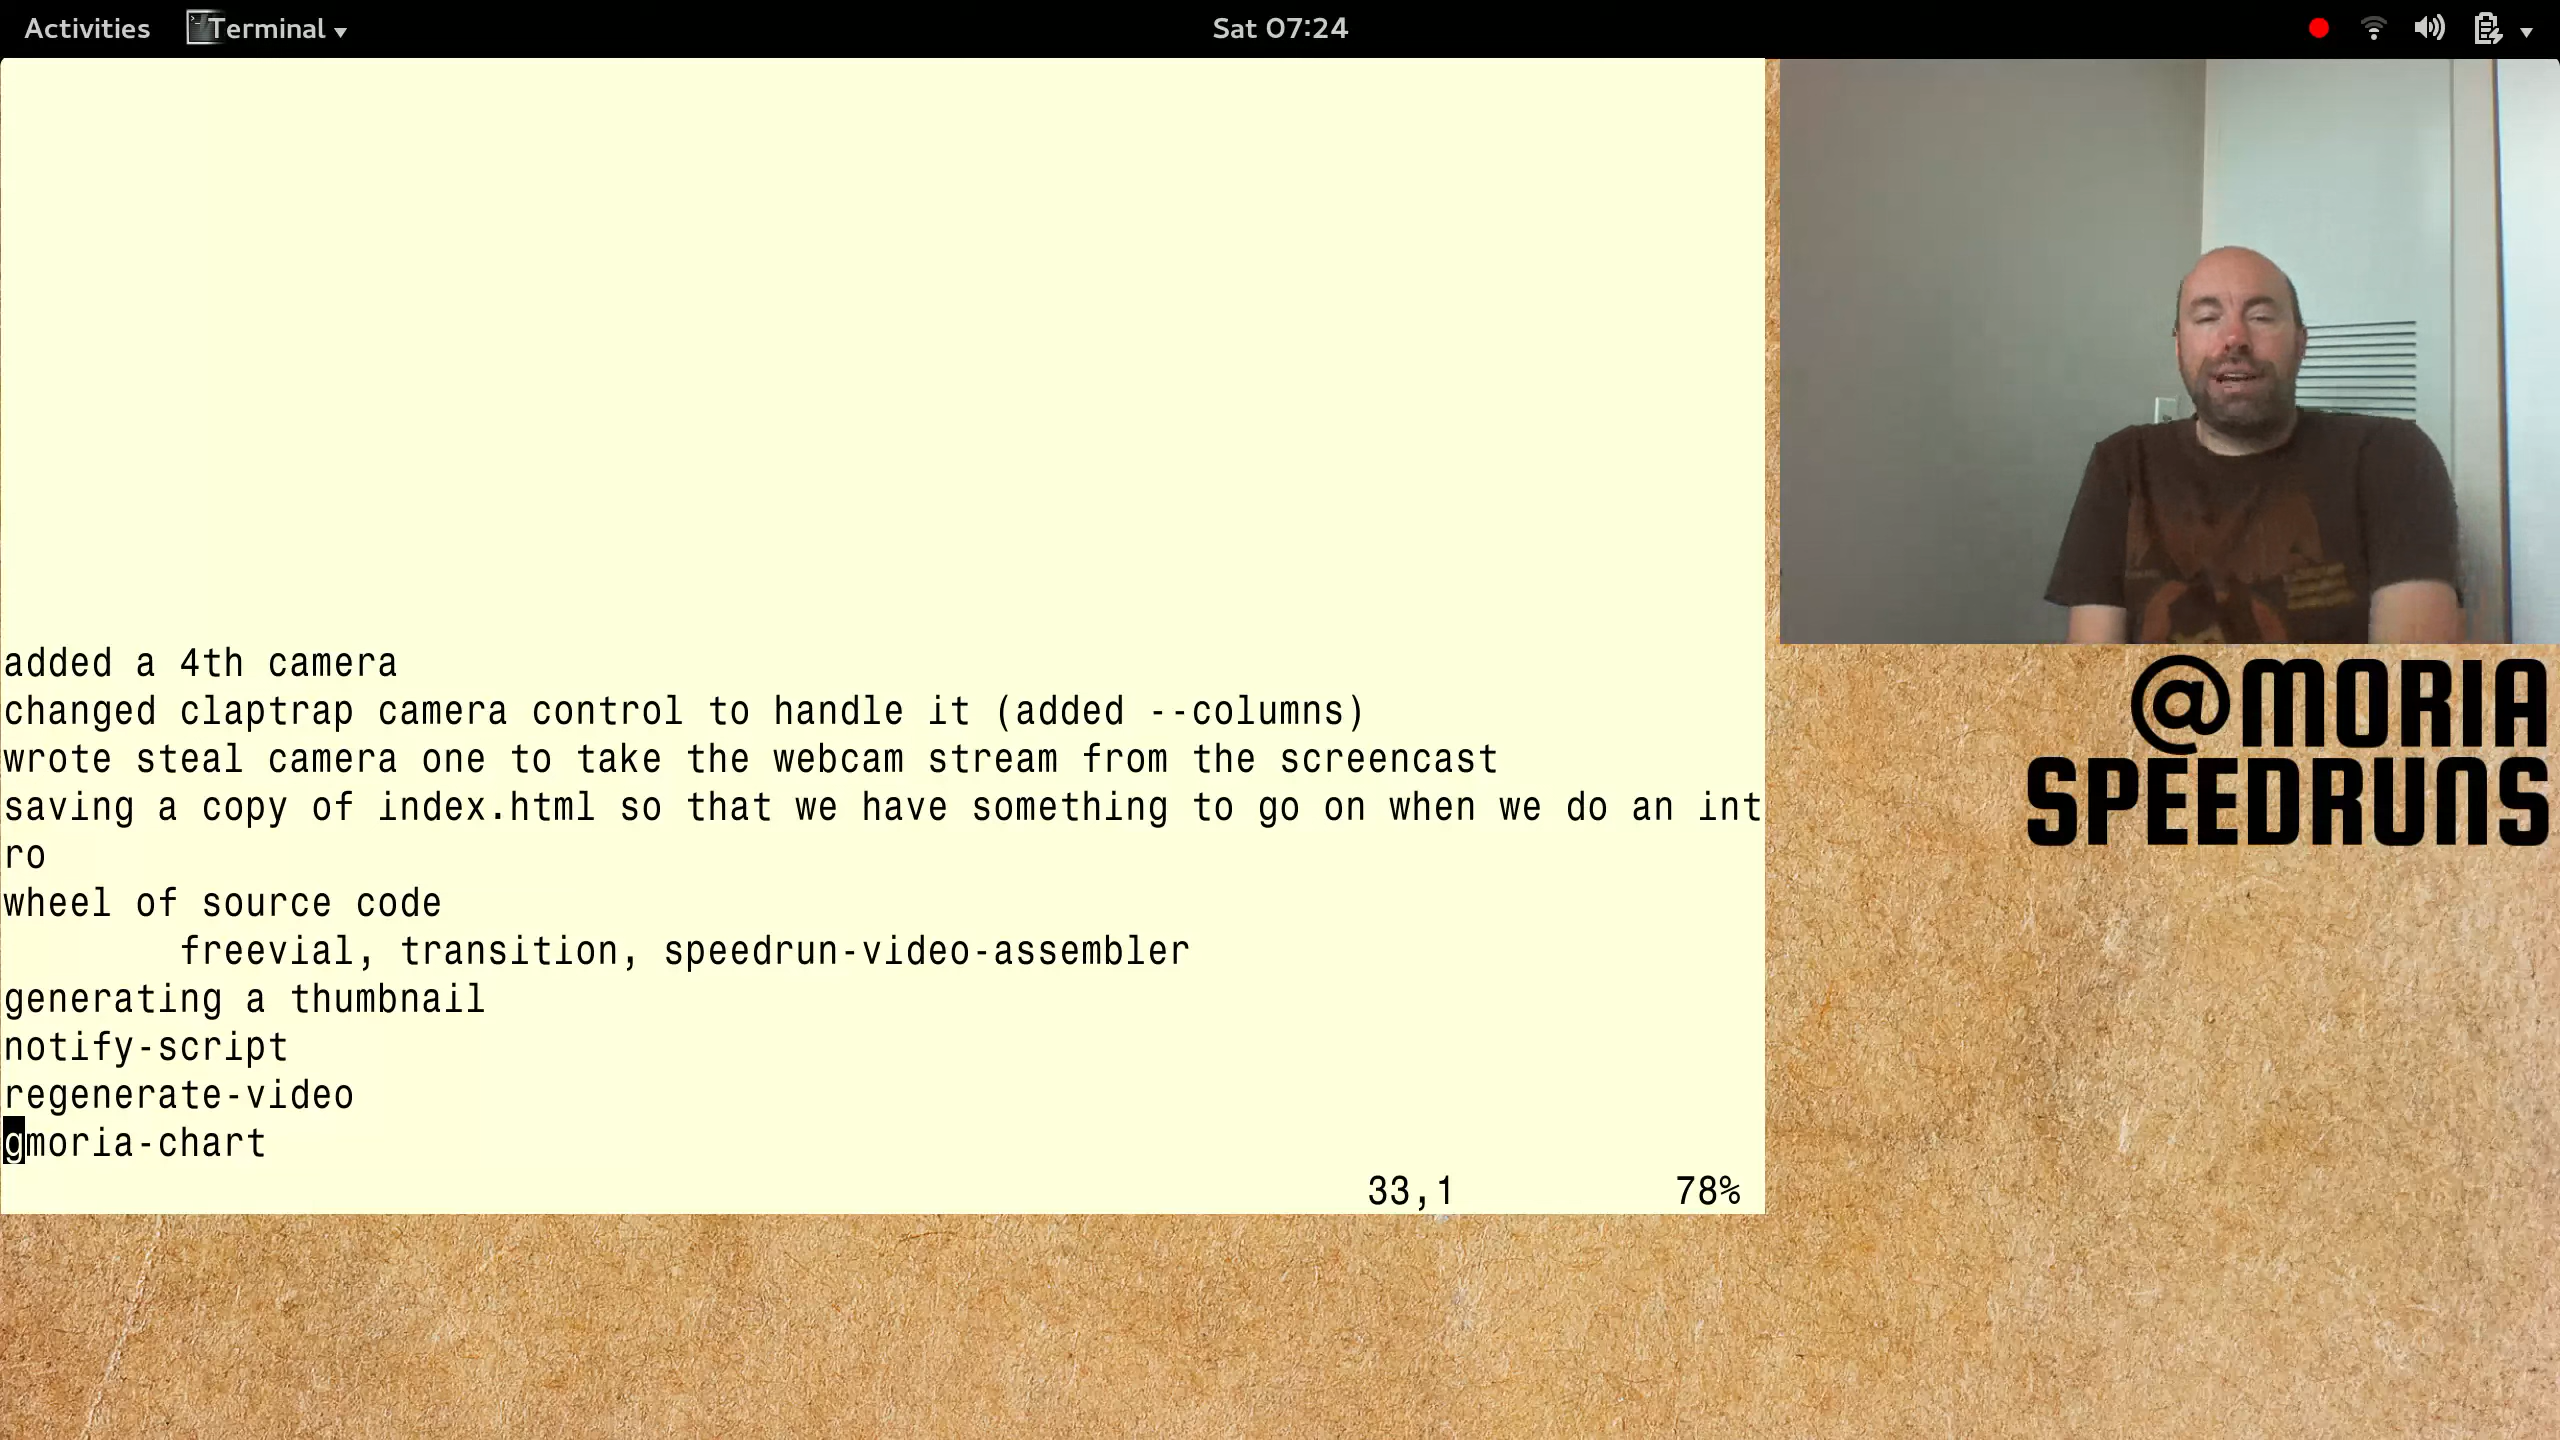 Activities Terminal Sat 07:24
added a 4th camera
changed claptrap camera control to handle it (added --columns)
wrote steal camera one to take the webcam stream from the screencast
saving a copy of index.html so that we have something to go on when we do an int
ro
wheel of source code
freevial, transition, speedrun-video-assembler
generating a thumbnail
notify-script
regenerate-video
gmoria-chart
33,1 78%
@MORIA
SPEEDRUNS